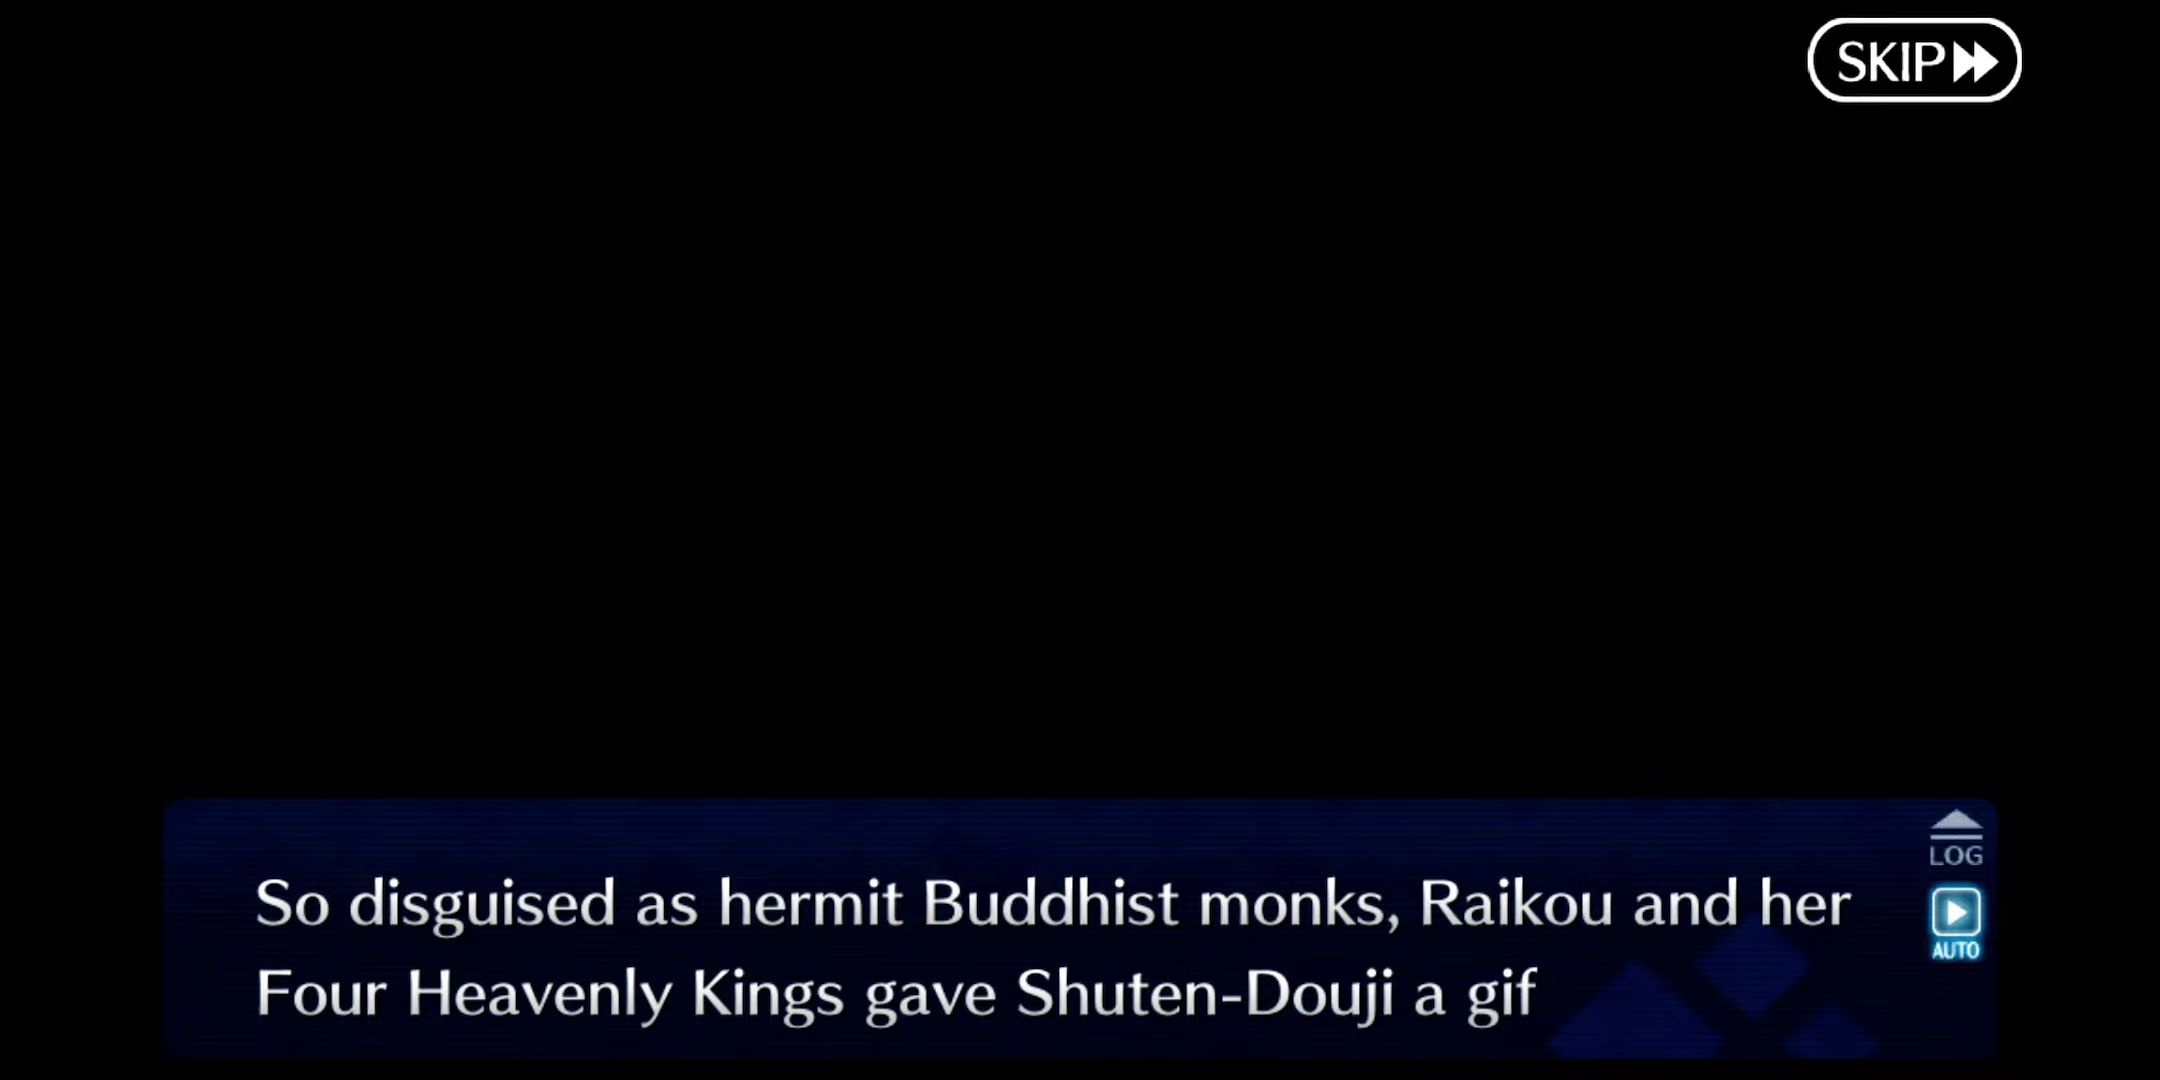 SKIP
LOG
So disguised as hermit Buddhist monks, Raikou and her
AUTO
Four Heavenly Kings gave Shuten-Douji a gif